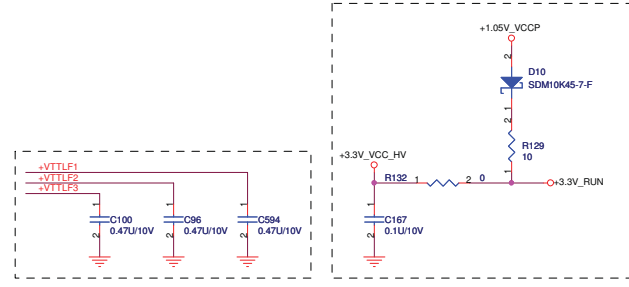 +1.05V_VCCP
2
D10
SDM10K45-7-F
1
2
R129
10
1
+3.3V_VCC_HV
R132 1 2 0
+3.3V_RUN
1
C167
0.1U/10V
2
+VTTLF1
+VTTLF2
+VTTLF3
1 1 1
C100 C96 C594
0.47U/10V 0.47U/10V 0.47U/10V
2 2 2